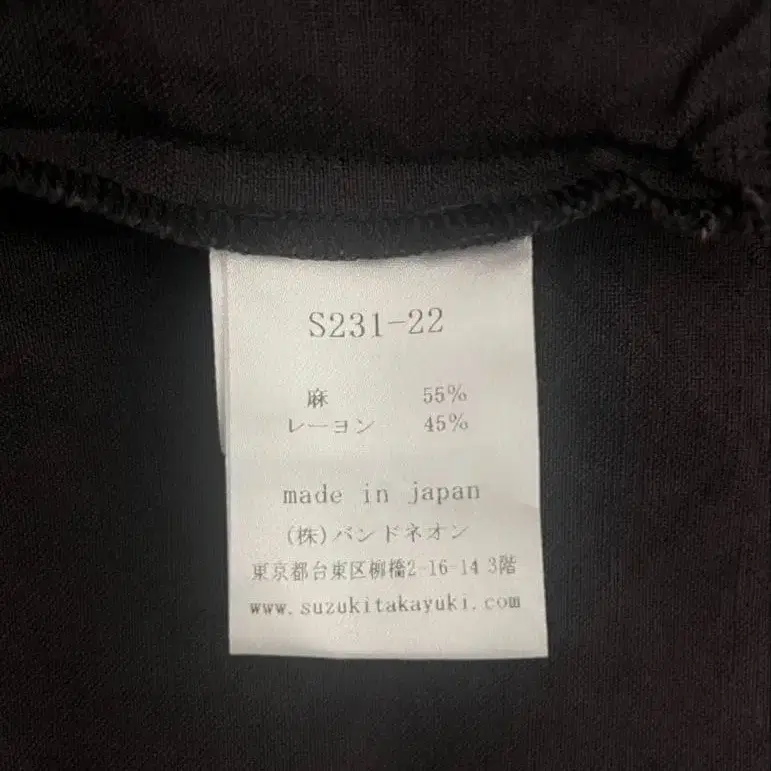 S231-22
麻 55%
レーヨン 45%
made in japan
(株)バンドネオン
東京都台東区柳橋2-16-14 3階
www.suzukitakayuki.com